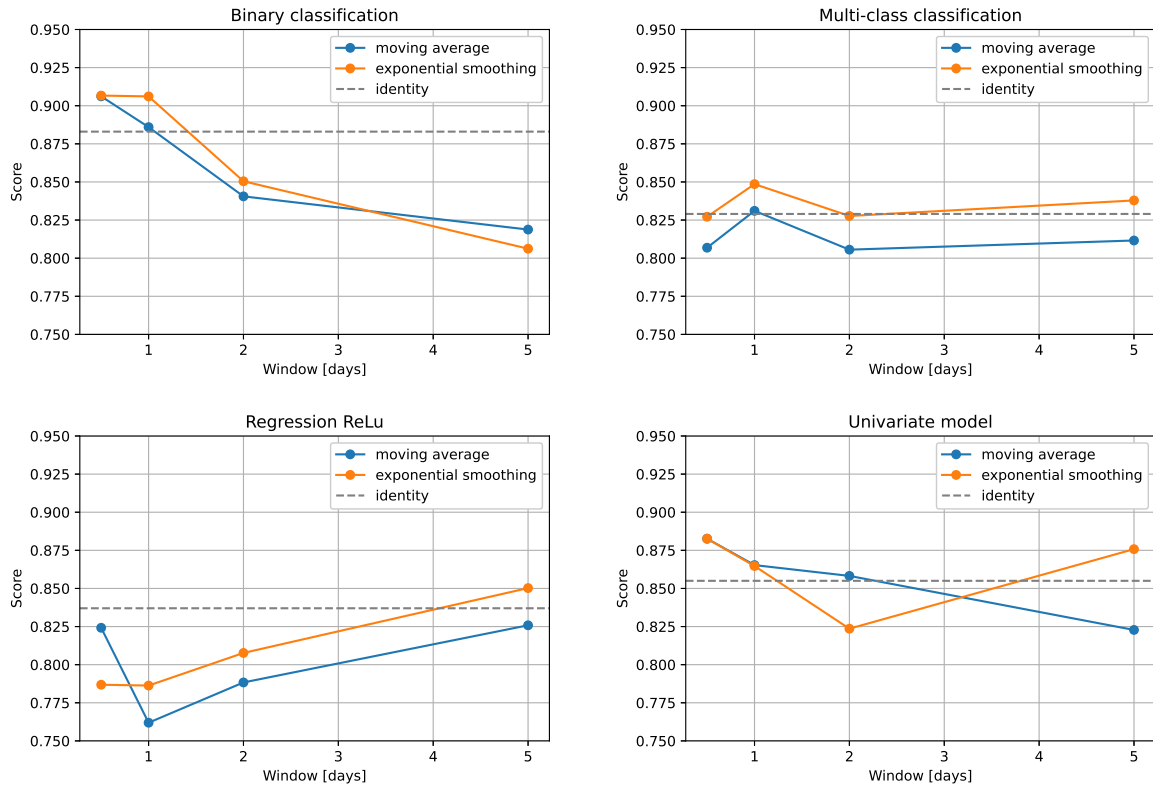 Binary classification
0.950
0.925
0.900
0.875
0.850
0.825
0.800
0.775
0.750
Score
moving average
exponential smoothing
identity
1 2 3 4 5
Window [days]
Multi-class classification
0.950
0.925
0.900
0.875
0.850
0.825
0.800
0.775
0.750
Score
moving average
exponential smoothing
identity
1 2 3 4 5
Window [days]
Regression ReLu
0.950
0.925
0.900
0.875
0.850
0.825
0.800
0.775
0.750
Score
moving average
exponential smoothing
identity
1 2 3 4 5
Window [days]
Univariate model
0.950
0.925
0.900
0.875
0.850
0.825
0.800
0.775
0.750
Score
moving average
exponential smoothing
identity
1 2 3 4 5
Window [days]